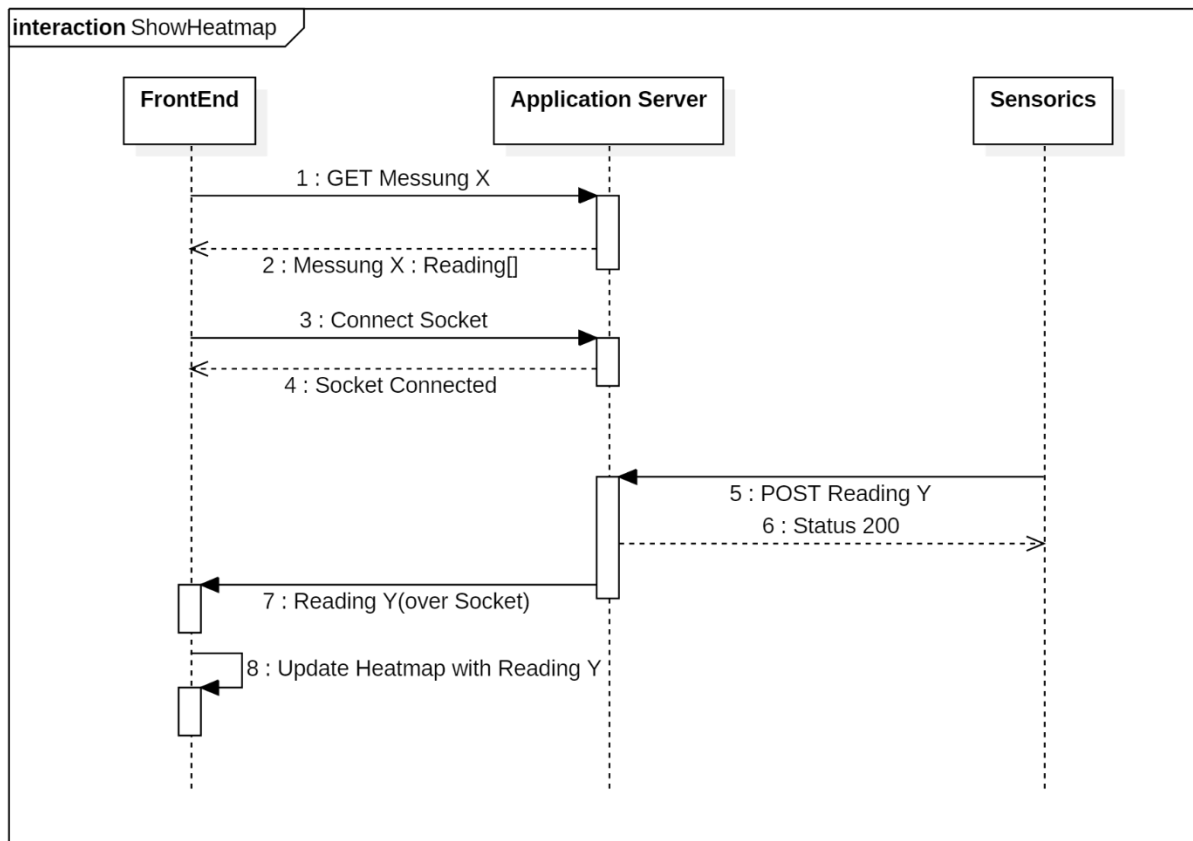 interaction ShowHeatmap
FrontEnd
Application Server
Sensorics
1 : GET Messung X
2 : Messung X : Reading[]
3 : Connect Socket
4 : Socket Connected
5 : POST Reading Y
6 : Status 200
7 : Reading Y(over Socket)
8 : Update Heatmap with Reading Y